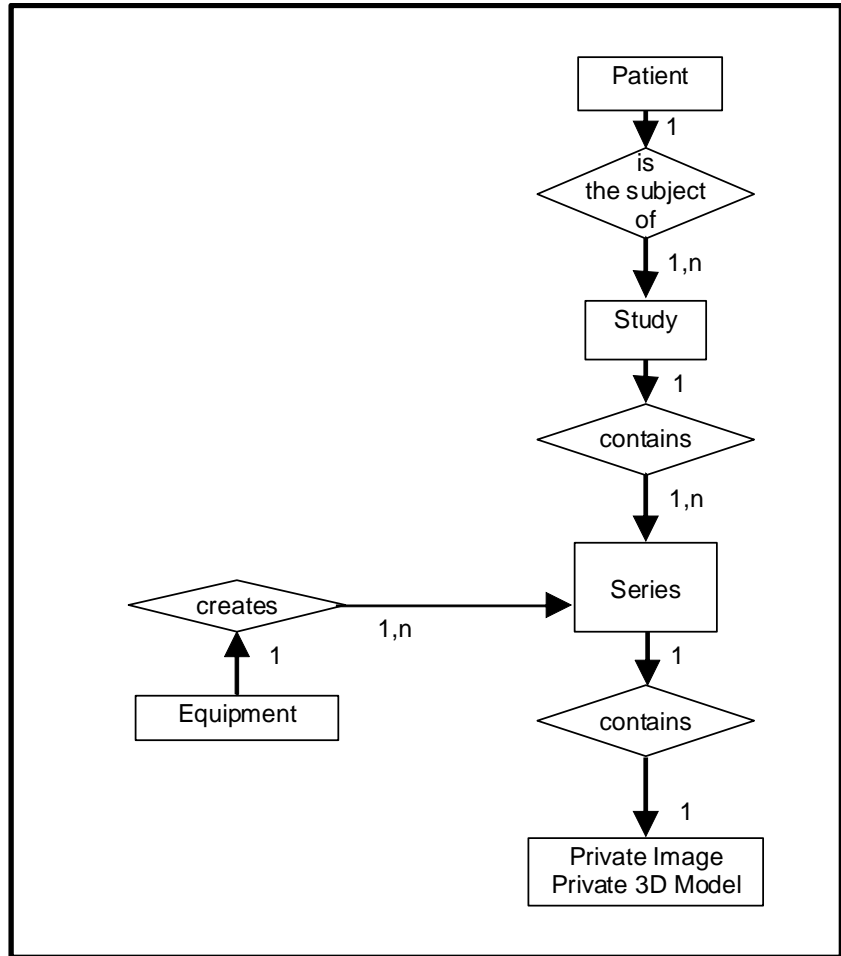 Patient
1
is
the subject
of
1,n
Study
1
contains
1,n
Series
creates
1,n
1
Equipment
1
contains
1
Private Image
Private 3D Model